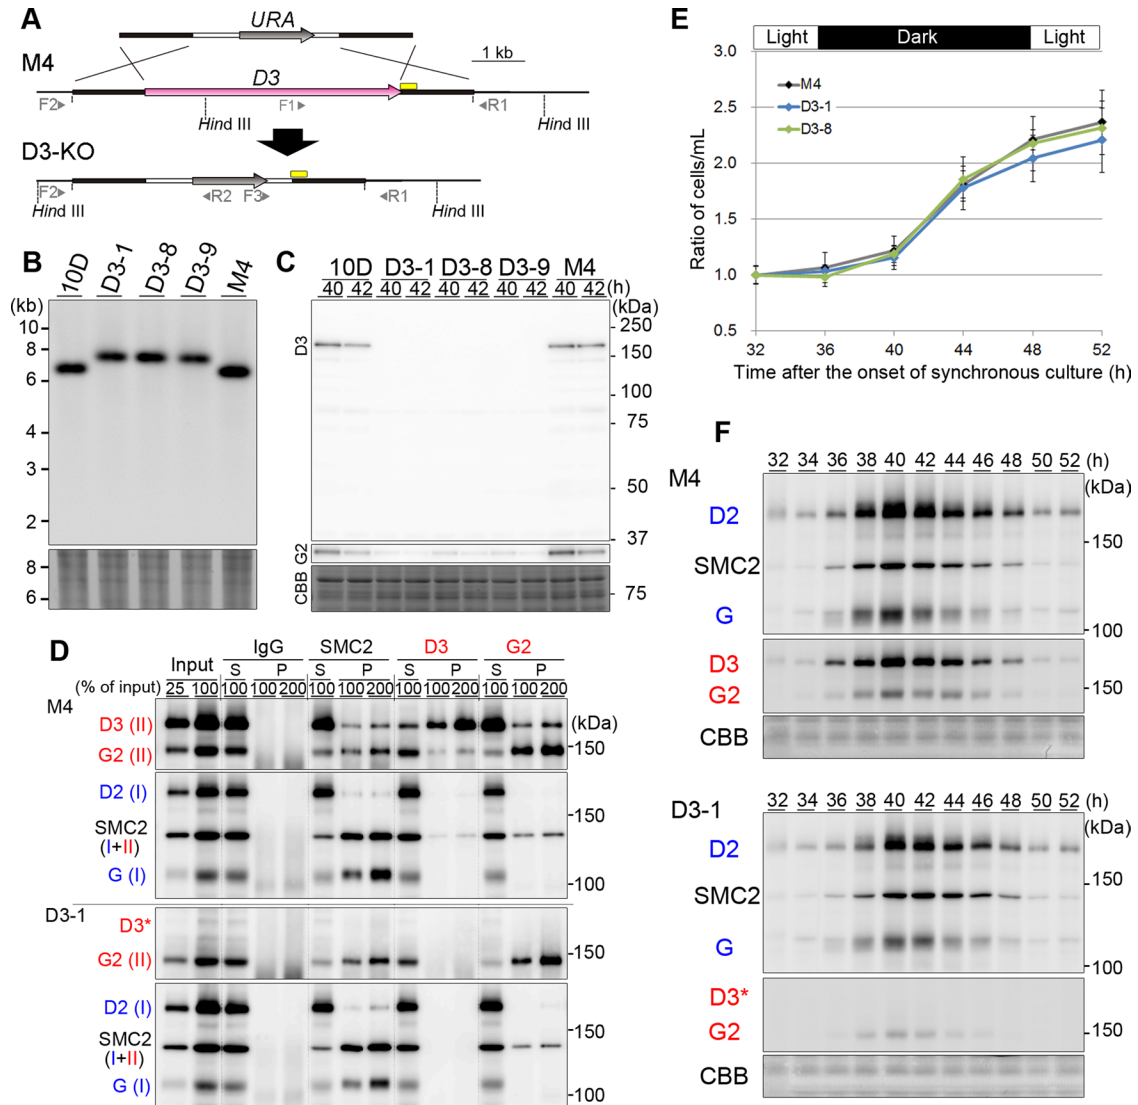 A
URA
M4
1 kb
D3
F2
F1
R1
Hind III
Hind III
D3-KO
F2
R2
F3
R1
Hind III
Hind III
B
10D
D3-1
D3-8
D3-9
M4
(kb)
10
8
6
4
3
2
8
6
C
10D D3-1 D3-8 D3-9 M4
40 42 40 42 40 42 40 42 40 42 (h)
(kDa)
D3
250
150
100
75
50
37
G2
CBB
75
D
IgG SMC2 D3 G2
Input S P S P S P S P
(% of input) 25 100 100 100 200 100 100 200 100 100 200 100 100 200
M4
D3 (II)
(kDa)
G2 (II)
150
D2 (I)
150
SMC2
(I+II)
G (I)
100
D3-1
D3*
G2 (II)
150
D2 (I)
150
SMC2
(I+II)
G (I)
100
E
Light Dark Light
3.0
2.5
2.0
1.5
1.0
0.5
Ratio of cells/mL
M4
D3-1
D3-8
32 36 40 44 48 52
Time after the onset of synchronous culture (h)
F
32 34 36 38 40 42 44 46 48 50 52 (h)
M4
(kDa)
D2
150
SMC2
G
100
D3
G2
150
CBB
32 34 36 38 40 42 44 46 48 50 52 (h)
D3-1
(kDa)
D2
150
SMC2
G
100
D3*
G2
150
CBB